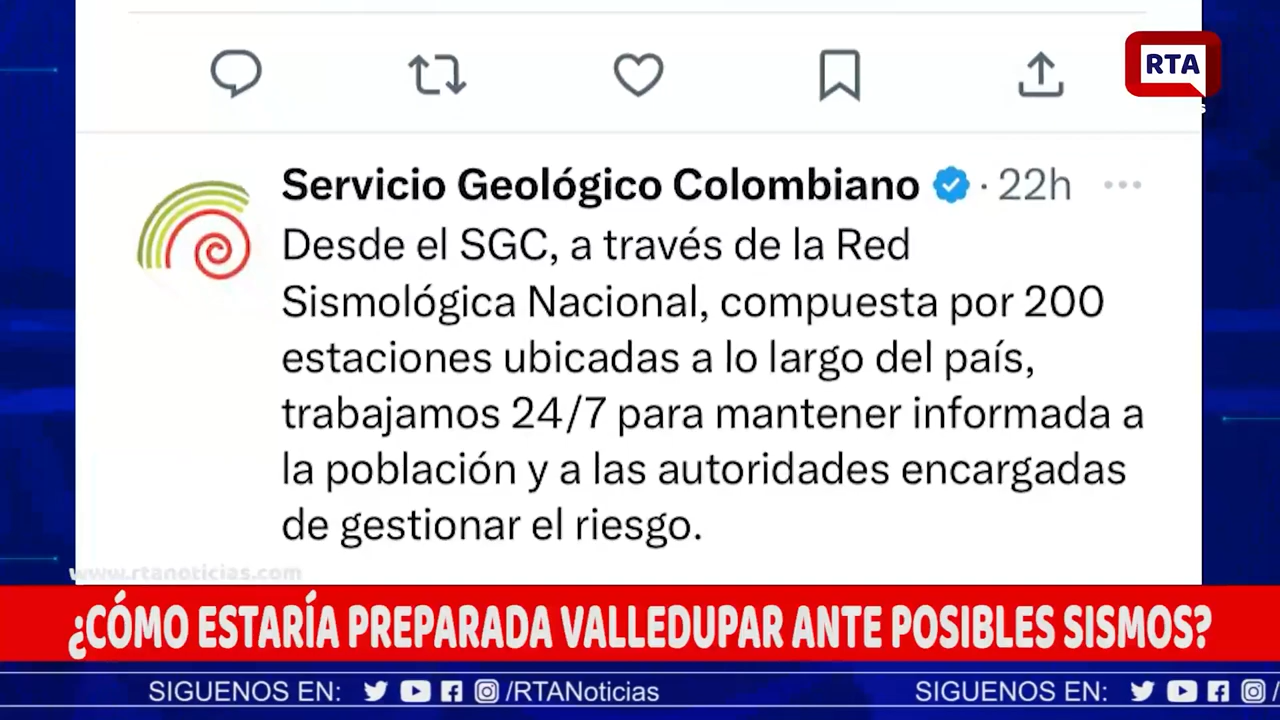 RTA
Servicio Geológico Colombiano · 22h
Desde el SGC, a través de la Red
Sismológica Nacional, compuesta por 200
estaciones ubicadas a lo largo del país,
trabajamos 24/7 para mantener informada a
la población y a las autoridades encargadas
de gestionar el riesgo.
www.rtanoticias.com
¿CÓMO ESTARÍA PREPARADA VALLEDUPAR ANTE POSIBLES SISMOS?
SIGUENOS EN: /RTANoticias SIGUENOS EN: /